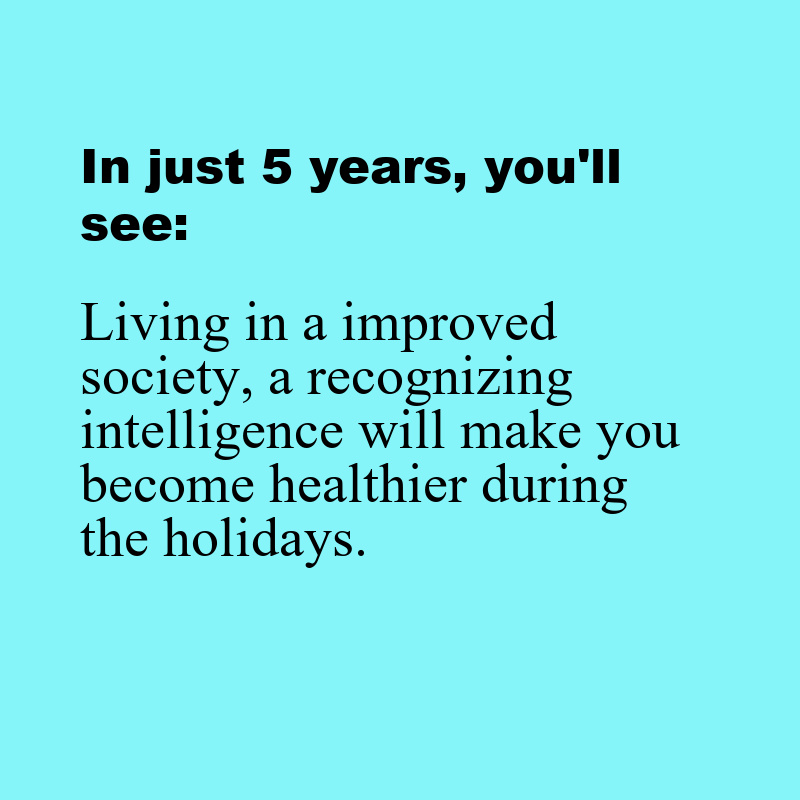 In just 5 years, you'll
see:
Living in a improved
society, a recognizing
intelligence will make you
become healthier during
the holidays.